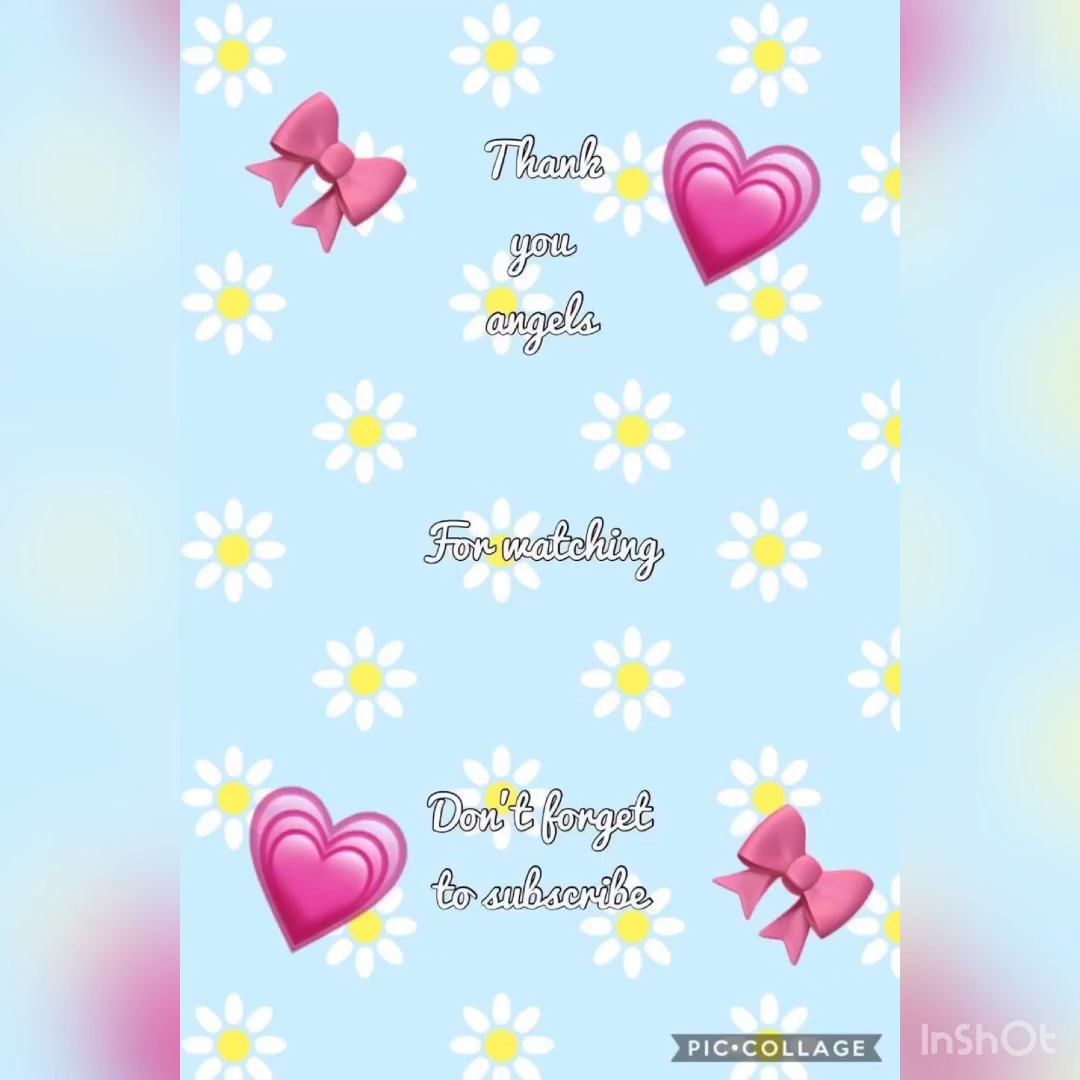 Thank
you
angels
For watching
Don't forget
to subscribe
PIC•COLLAGE
InShOt